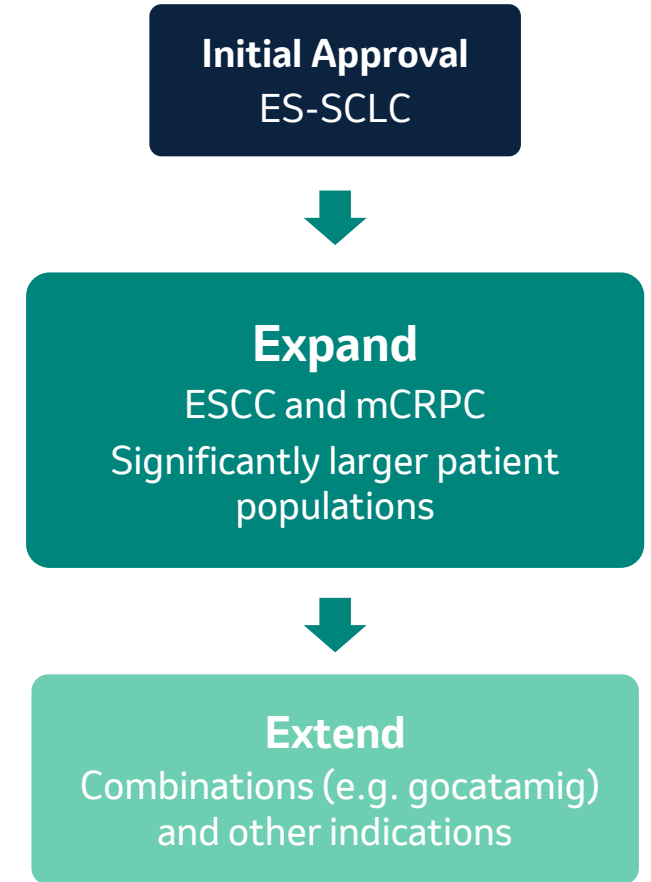 Initial Approval
ES-SCLC
Expand
ESCC and mCRPC
Significantly larger patient
populations
Extend
Combinations (e.g. gocatamig)
and other indications